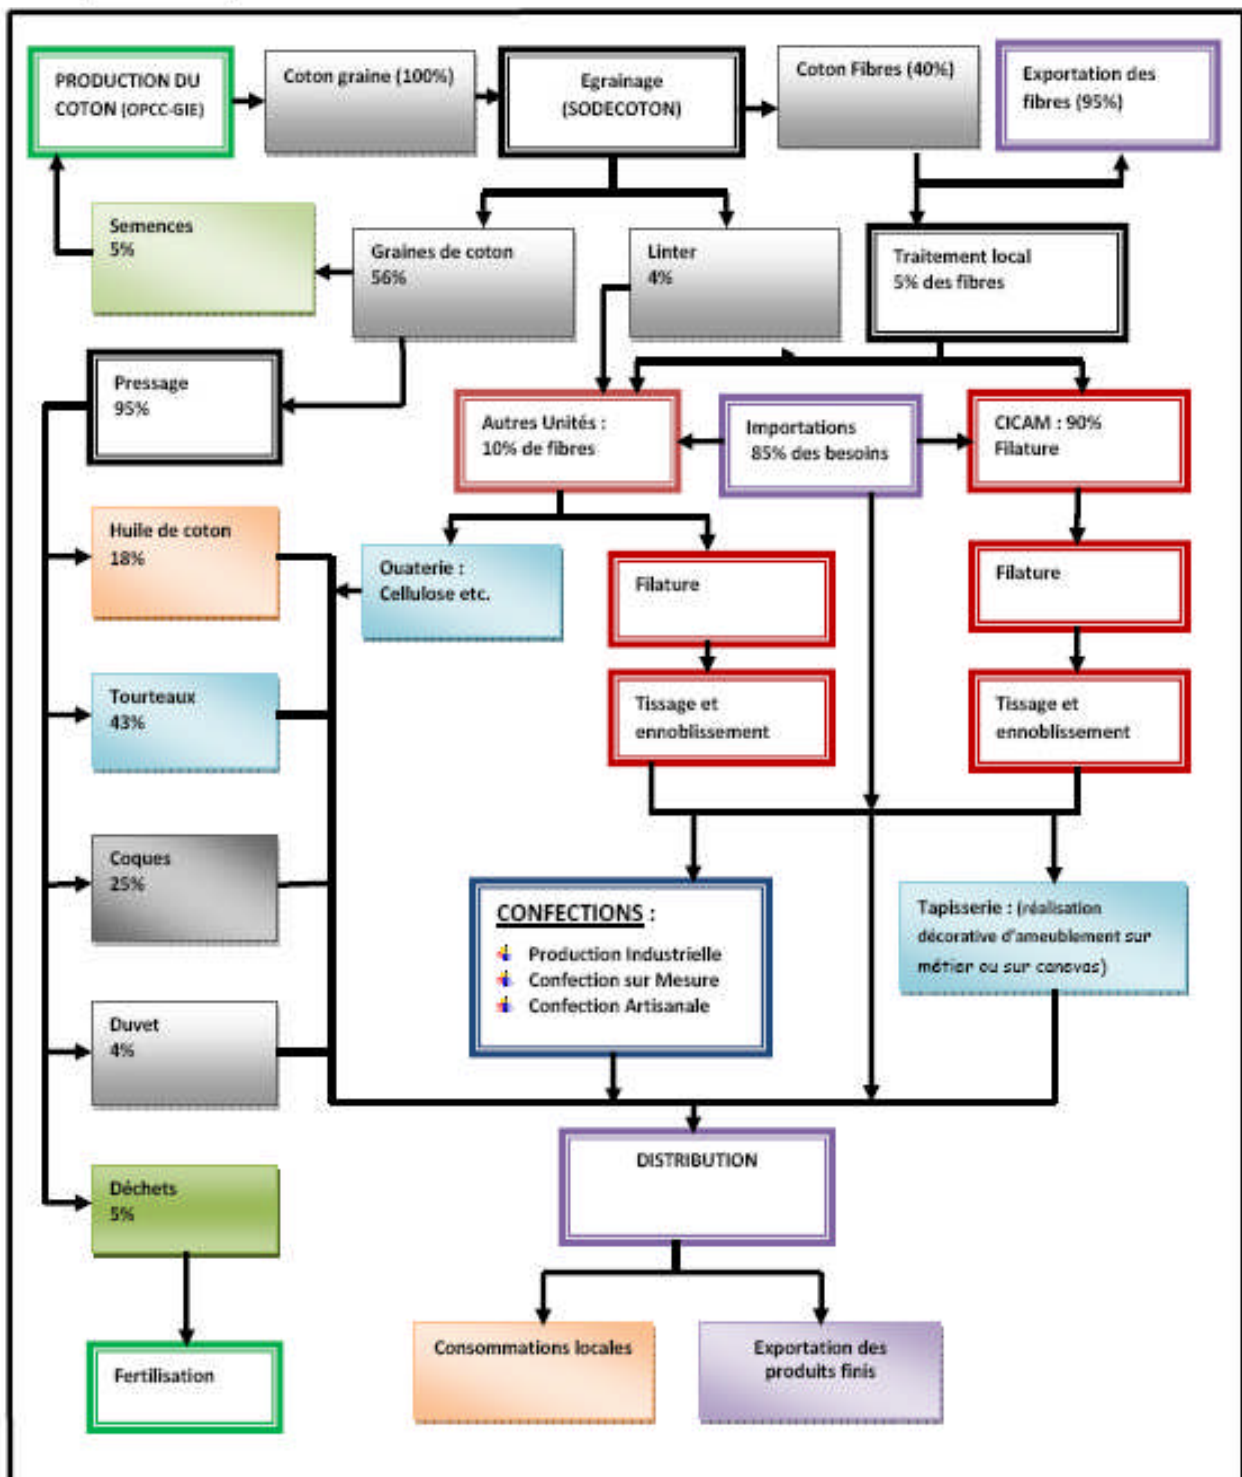 PRODUCTION DU
COTON (OPCC-GIE)
Coton graine (100%)
Egrainage
(SODECOTON)
Coton Fibres (40%)
Exportation des
fibres (95%)
Semences
5%
Graines de coton
56%
Linter
4%
Traitement local
5% des fibres
Pressage
95%
Autres Unités :
10% de fibres
Importations
85% des besoins
CICAM : 90%
Filature
Huile de coton
18%
Ouaterie :
Cellulose etc.
Filature
Filature
Tourteaux
43%
Tissage et
ennoblissement
Tissage et
ennoblissement
Coques
25%
CONFECTIONS :
Production Industrielle
Confection sur Mesure
Confection Artisanale
Tapisserie : (réalisation
décorative d'ameublement sur
métier ou sur canevas)
Duvet
4%
DISTRIBUTION
Déchets
5%
Consommations locales
Exportation des
produits finis
Fertilisation